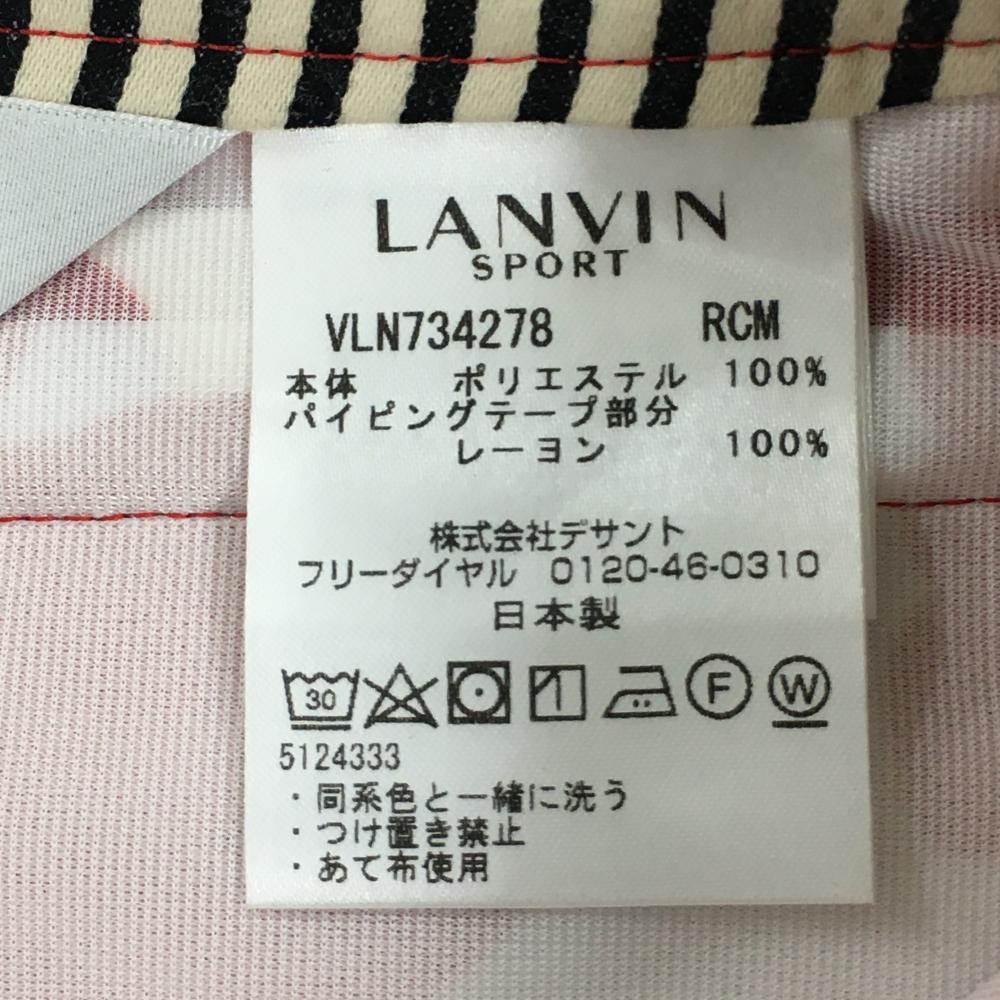 LANVIN
SPORT
VLN734278 RCM
本体 ポリエステル 100%
パイピングテープ部分
レーヨン 100%
株式会社デサント
フリーダイヤル 0120-46-0310
日本製
30 F W
5124333
・同系色と一緒に洗う
・つけ置き禁止
・あて布使用